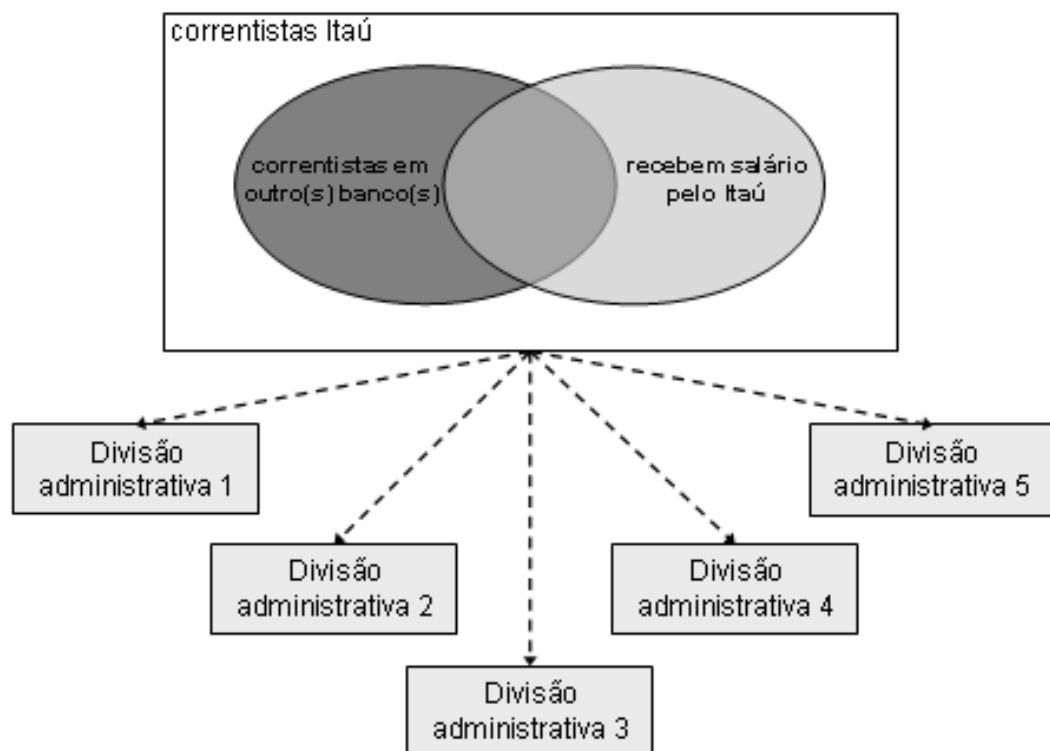 correntistas Itaú
correntistas em
outro(s) banco(s)
recebem salário
pelo Itaú
Divisão
administrativa 1
Divisão
administrativa 2
Divisão
administrativa 3
Divisão
administrativa 4
Divisão
administrativa 5